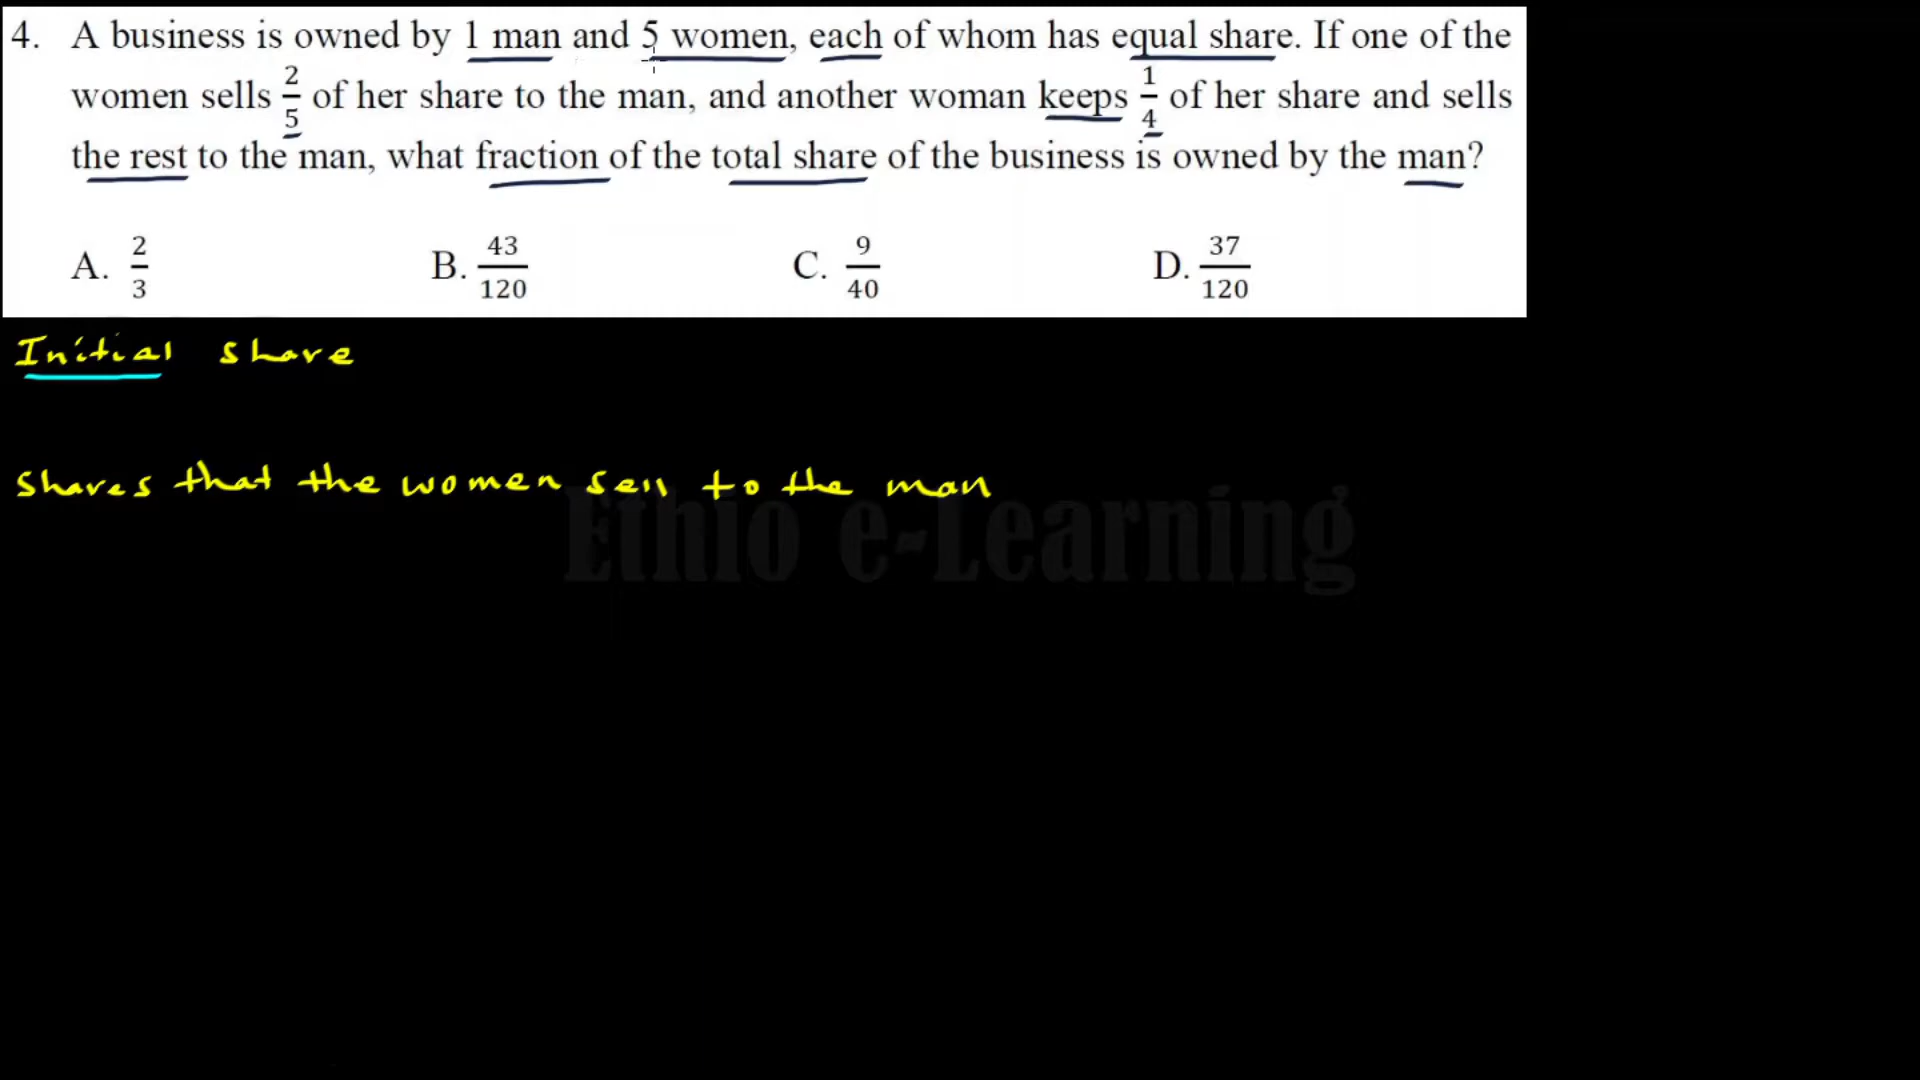 4. A business is owned by 1 man and 5 women, each of whom has equal share. If one of the
women sells 2/5 of her share to the man, and another woman keeps 1/4 of her share and sells
the rest to the man, what fraction of the total share of the business is owned by the man?
A. 2/3 B. 43/120 C. 9/40 D. 37/120
Initial share
shares that the women sell to the man
Ethio e-Learning